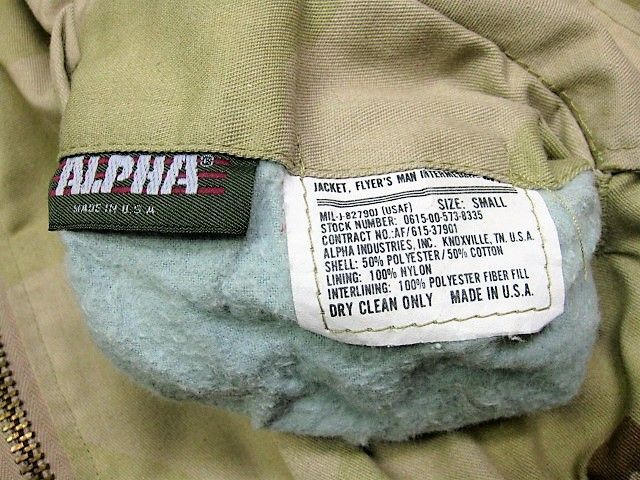 ALPHA®
MADE IN U.S.A
JACKET, FLYER'S MAN INTERMEDIATE
MIL-J-8279OJ (USAF) SIZE: SMALL
STOCK NUMBER: 0615-00-573-8335
CONTRACT NO.:AF/615-37901
ALPHA INDUSTRIES, INC. KNOXVILLE, TN. U.S.A.
SHELL: 50% POLYESTER/50% COTTON
LINING: 100% NYLON
INTERLINING: 100% POLYESTER FIBER FILL
DRY CLEAN ONLY MADE IN U.S.A.